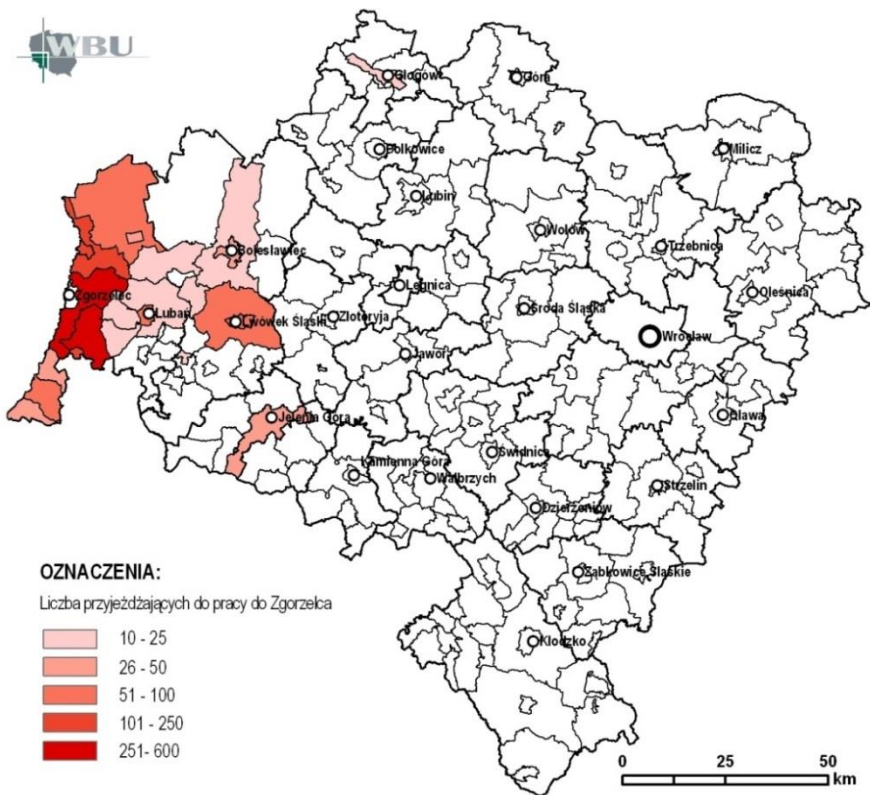 WBU
Głogów
Góra
Polkowice
Milicz
Lubin
Wołów
Trzebnica
Bolesławiec
Oleśnica
Zgorzelec
Legnica
Lubań
Lwówek Śląski
Złotoryja
Środa Śląska
Wrocław
Jawor
Jelenia Góra
Oława
Świdnica
Kamienna Góra
Wałbrzych
Strzelin
Dzierżoniów
Ząbkowice Śląskie
Kłodzko
OZNACZENIA:
Liczba przyjeżdżających do pracy do Zgorzelca
10 - 25
26 - 50
51 - 100
101 - 250
251- 600
0 25 50
km